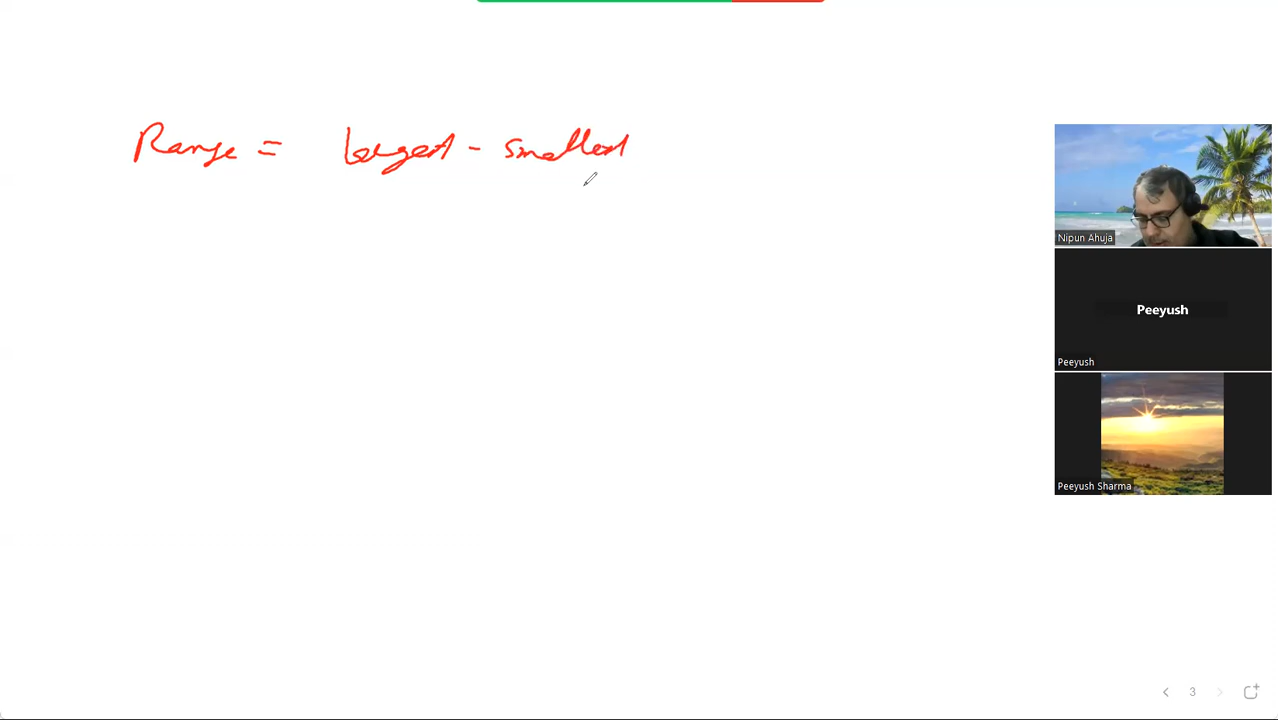 Range = largest - smallest
Nipun Ahuja
Peeyush
Peeyush
Peeyush Sharma
3